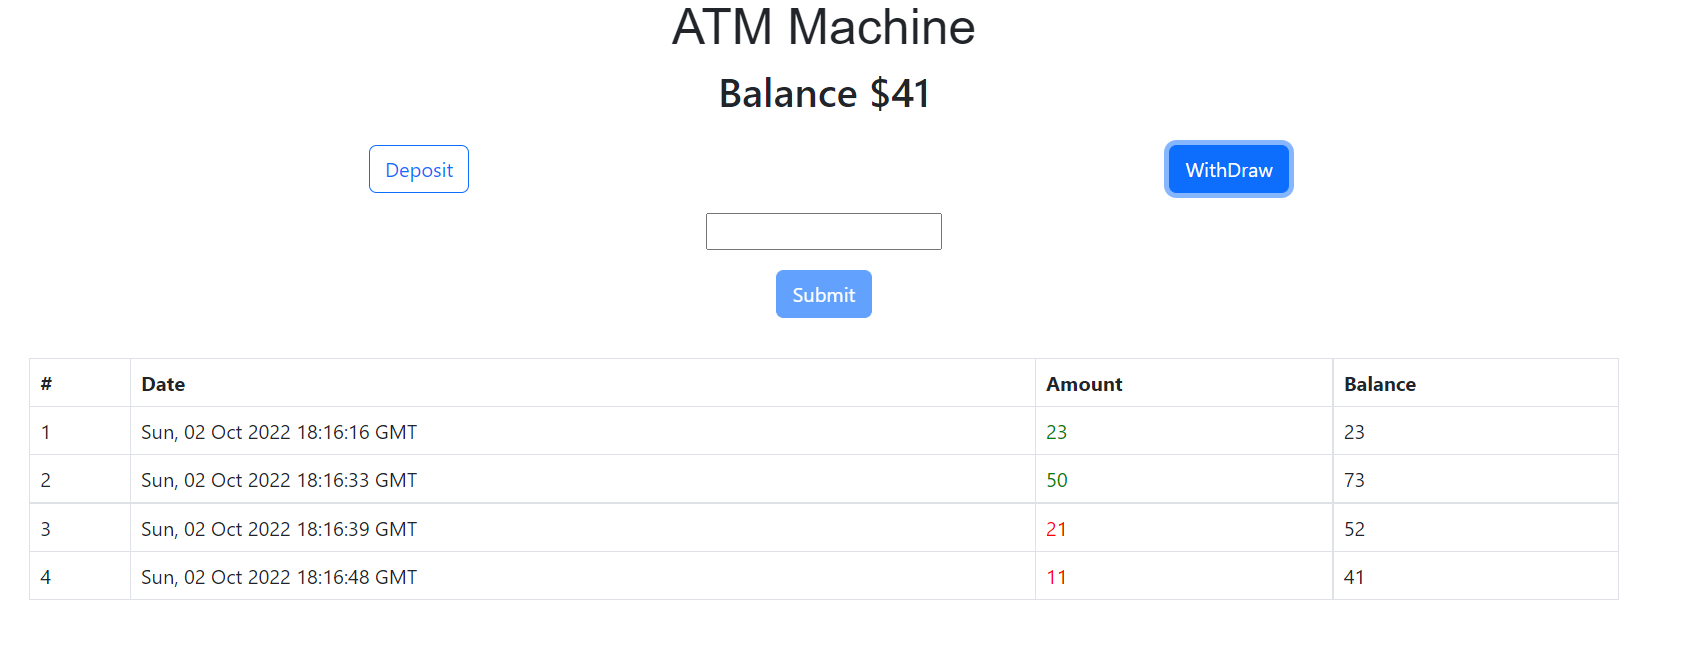 ATM Machine
Balance $41
Deposit
WithDraw
Submit
# Date Amount Balance
1 Sun, 02 Oct 2022 18:16:16 GMT 23 23
2 Sun, 02 Oct 2022 18:16:33 GMT 50 73
3 Sun, 02 Oct 2022 18:16:39 GMT 21 52
4 Sun, 02 Oct 2022 18:16:48 GMT 11 41